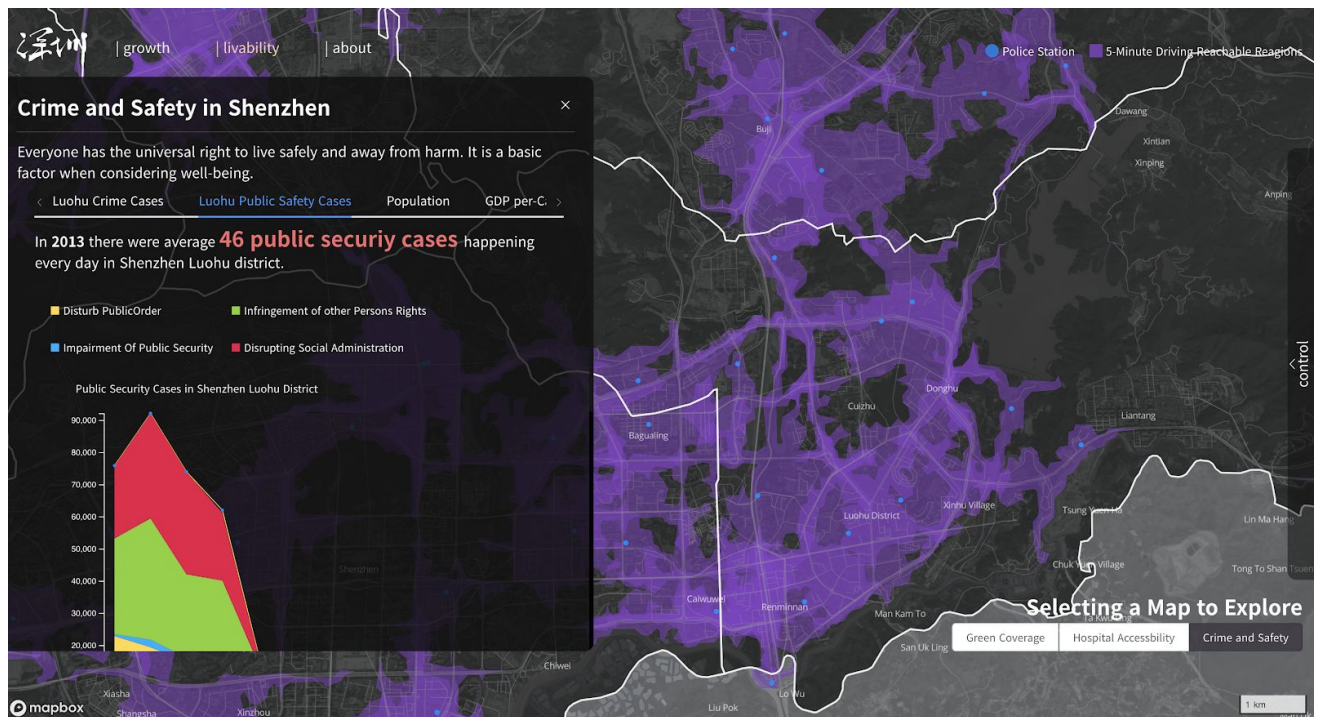 深圳
| growth
| livability
| about
Police Station
5-Minute Driving Reachable Reagions
Crime and Safety in Shenzhen
×
Everyone has the universal right to live safely and away from harm. It is a basic
factor when considering well-being.
Luohu Crime Cases
Luohu Public Safety Cases
Population
GDP per-C.
In 2013 there were average 46 public securiy cases happening
every day in Shenzhen Luohu district.
Disturb PublicOrder
Infringement of other Persons Rights
Impairment Of Public Security
Disrupting Social Administration
Public Security Cases in Shenzhen Luohu District
90,000
80,000
70,000
60,000
50,000
40,000
30,000
20,000
Shenzhen
Buji
Dawang
Xintian
Xinping
Anping
control
Donghu
Cuizhu
Liantang
Bagualing
Luohu District
Xinhu Village
Tsung Yuen Ha
Lin Ma Hang
Chuk Yuen Village
Tong To Shan Tsuen
Caiwuwei
Renminnan
Man Kam To
Ta Kwu Ling
San Uk Ling
Selecting a Map to Explore
Green Coverage
Hospital Accessbility
Crime and Safety
Chiwei
Xiasha
Shangsha
Xinzhou
Lo Wu
Liu Pok
1 km
mapbox